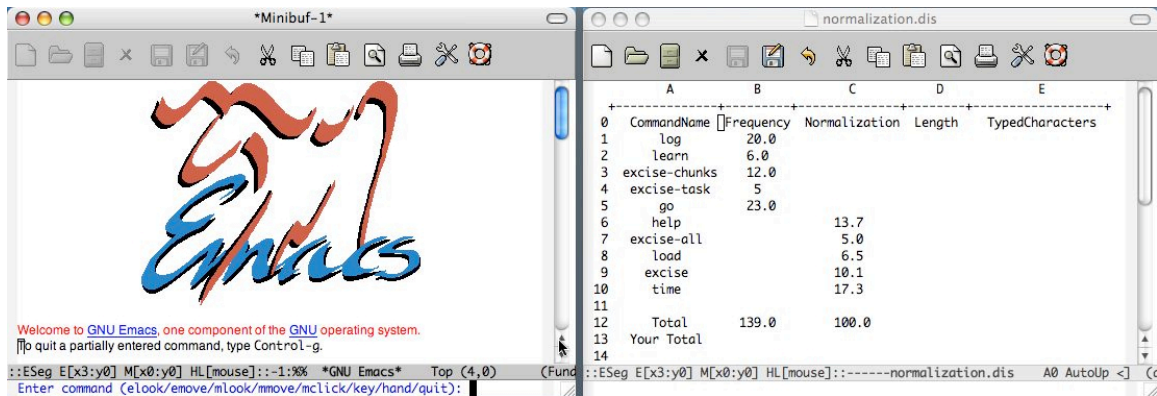 *Minibuf-1*
Emacs
Welcome to GNU Emacs, one component of the GNU operating system.
To quit a partially entered command, type Control-g.
::ESeg E[x3:y0] M[x0:y0] HL[mouse]::-1:%% *GNU Emacs* Top (4,0) (Fund
Enter command (elook/emove/mlook/mmove/mclick/key/hand/quit):
normalization.dis
A B C D E
0 CommandName Frequency Normalization Length TypedCharacters
1 log 20.0
2 learn 6.0
3 excise-chunks 12.0
4 excise-task 5
5 go 23.0
6 help 13.7
7 excise-all 5.0
8 load 6.5
9 excise 10.1
10 time 17.3
11
12 Total 139.0 100.0
13 Your Total
14
::ESeg E[x3:y0] M[x0:y0] HL[mouse]::------normalization.dis A0 AutoUp <] (c